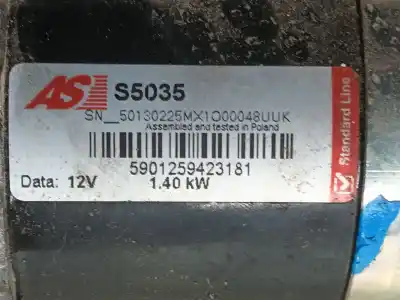 AS S5035
SN__50130225MX1O00048UUK
Assembled and tested in Poland
5901259423181
Data: 12V 1.40 kW
Standard Line